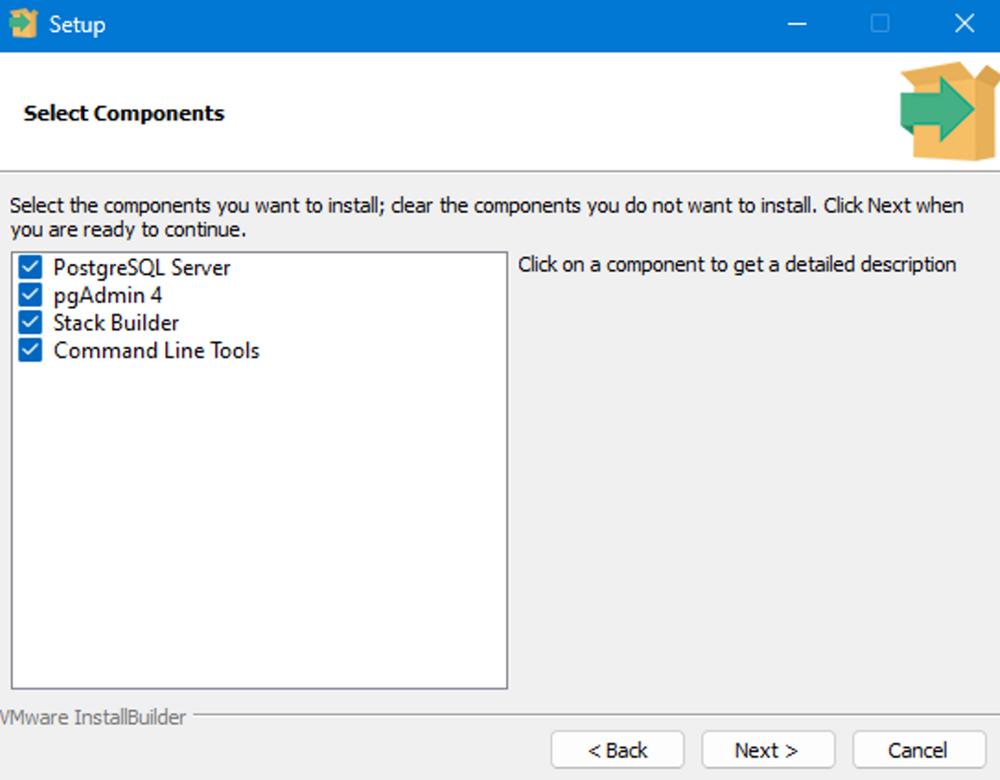 Setup
Select Components
Select the components you want to install; clear the components you do not want to install. Click Next when
you are ready to continue.
PostgreSQL Server
pgAdmin 4
Stack Builder
Command Line Tools
Click on a component to get a detailed description
VMware InstallBuilder
< Back
Next >
Cancel